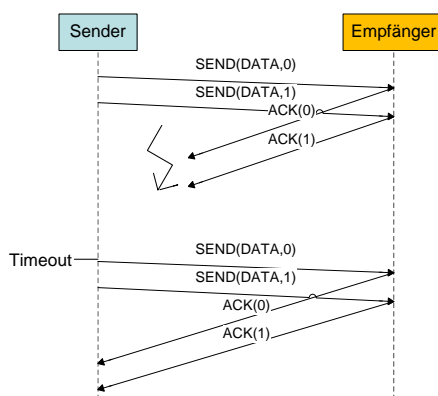 Sender
Empfänger
SEND(DATA,0)
SEND(DATA,1)
ACK(0)
ACK(1)
Timeout
SEND(DATA,0)
SEND(DATA,1)
ACK(0)
ACK(1)